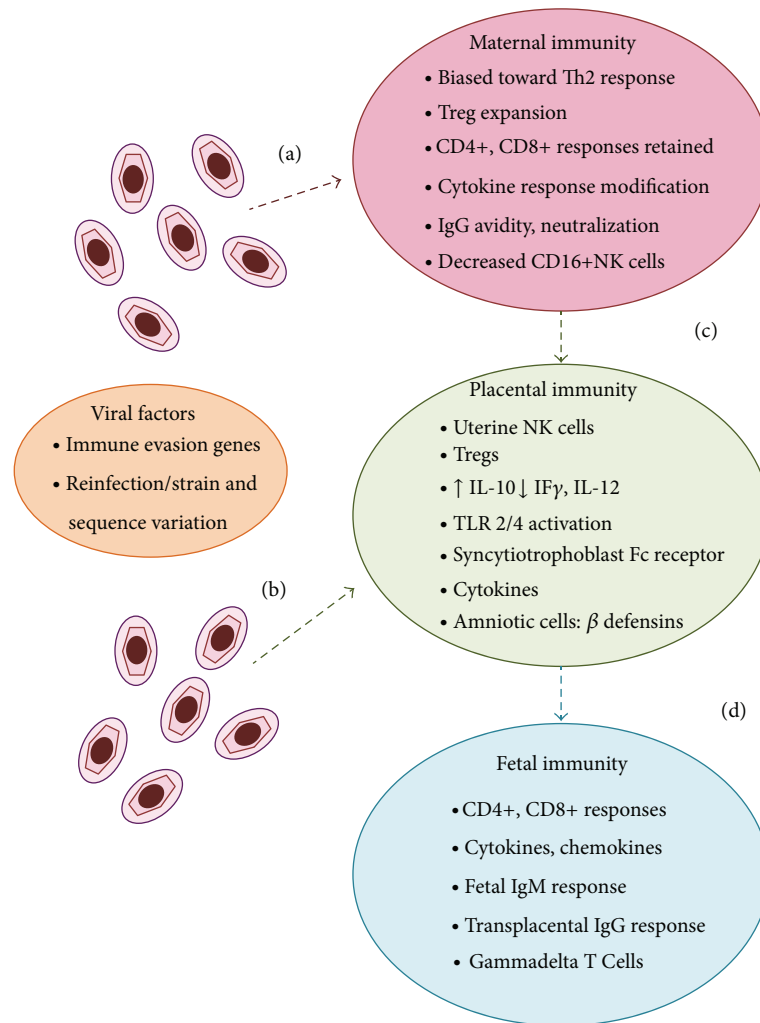 Maternal immunity
• Biased toward Th2 response
• Treg expansion
• CD4+, CD8+ responses retained
• Cytokine response modification
• IgG avidity, neutralization
• Decreased CD16+NK cells
(a)
(c)
Viral factors
• Immune evasion genes
• Reinfection/strain and
sequence variation
Placental immunity
• Uterine NK cells
• Tregs
• ↑ IL-10↓ IFγ, IL-12
• TLR 2/4 activation
• Syncytiotrophoblast Fc receptor
• Cytokines
• Amniotic cells: β defensins
(b)
(d)
Fetal immunity
• CD4+, CD8+ responses
• Cytokines, chemokines
• Fetal IgM response
• Transplacental IgG response
• Gammadelta T Cells